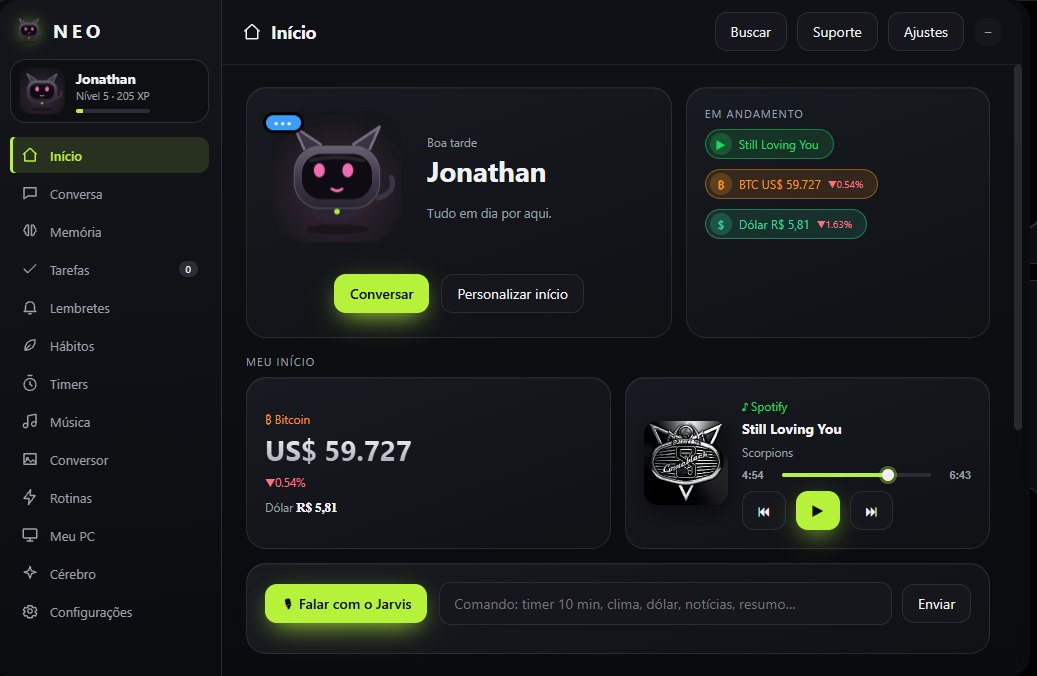 NEO
Jonathan
Nível 5 · 205 XP
Início
Conversa
Memória
Tarefas
0
Lembretes
Hábitos
Timers
Música
Conversor
Rotinas
Meu PC
Cérebro
Configurações
Início
Buscar
Suporte
Ajustes
–
Boa tarde
Jonathan
Tudo em dia por aqui.
Conversar
Personalizar início
EM ANDAMENTO
Still Loving You
₿ BTC US$ 59.727 ▼0.54%
$ Dólar R$ 5,81 ▼1.63%
MEU INÍCIO
₿ Bitcoin
US$ 59.727
▼0.54%
Dólar R$ 5,81
♪ Spotify
Still Loving You
Scorpions
4:54
6:43
Falar com o Jarvis
Comando: timer 10 min, clima, dólar, notícias, resumo...
Enviar